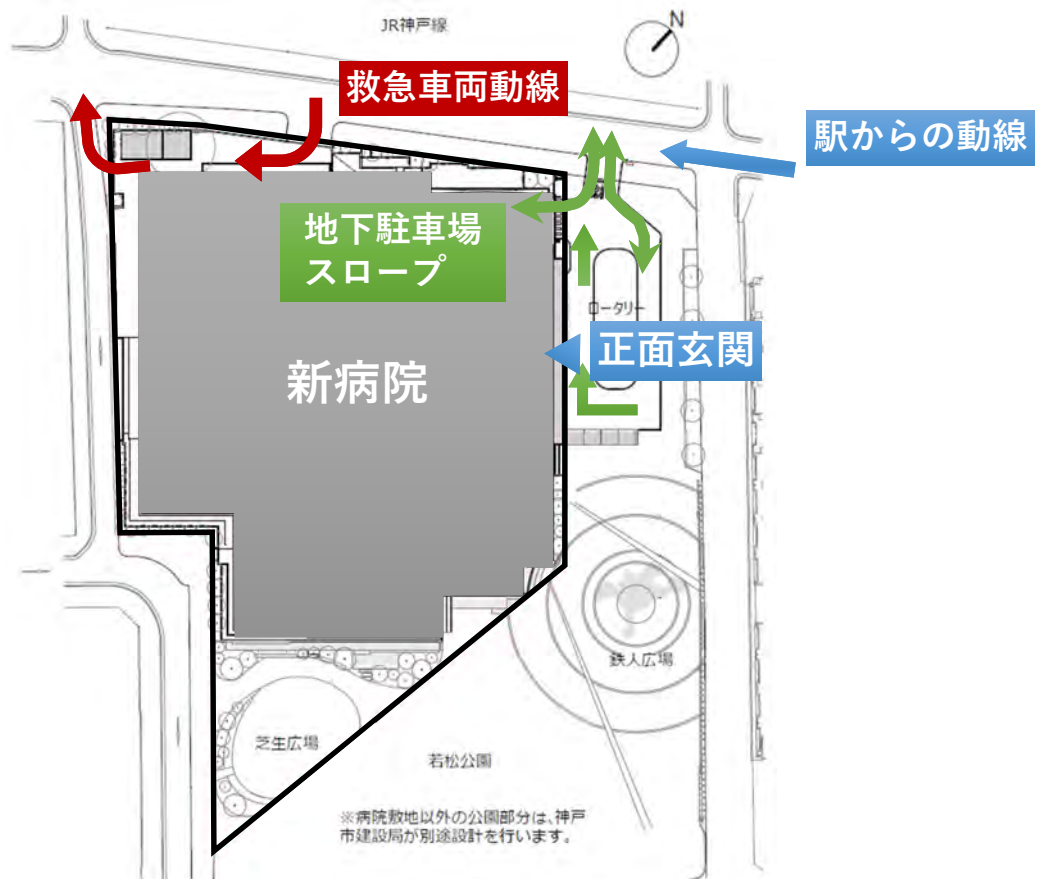 JR神戸線
N
救急車両動線
駅からの動線
地下駐車場
スロープ
ロータリー
正面玄関
新病院
鉄人広場
芝生広場
若松公園
※病院敷地以外の公園部分は、神戸
市建設局が別途設計を行います。